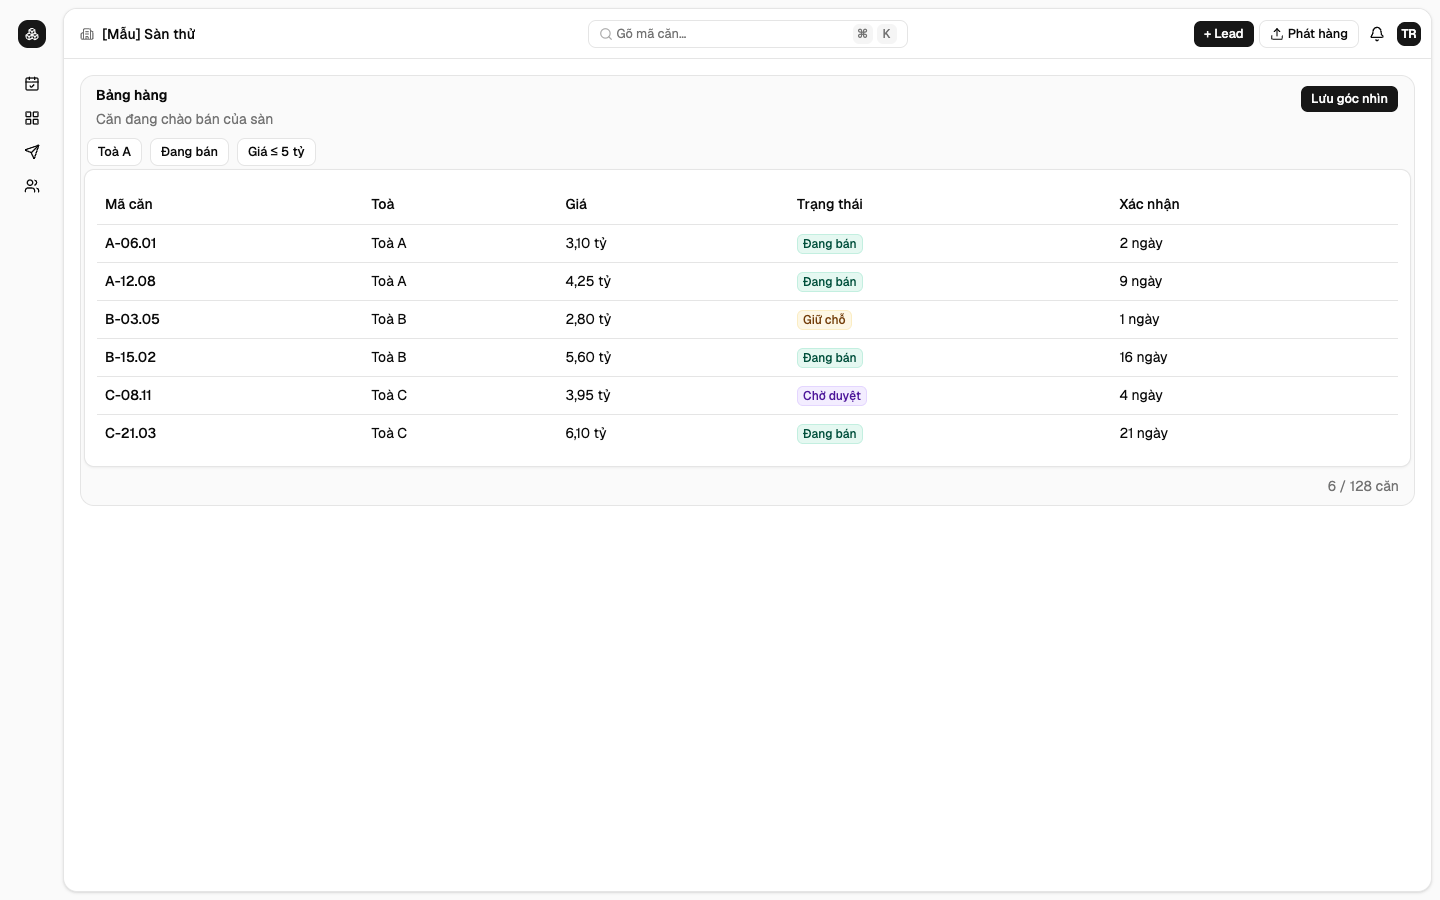 [Mẫu] Sàn thử
Gõ mã căn...
⌘ K
+ Lead
Phát hàng
TR
Bảng hàng
Lưu góc nhìn
Căn đang chào bán của sàn
Toà A
Đang bán
Giá ≤ 5 tỷ
Mã căn Toà Giá Trạng thái Xác nhận
A-06.01 Toà A 3,10 tỷ Đang bán 2 ngày
A-12.08 Toà A 4,25 tỷ Đang bán 9 ngày
B-03.05 Toà B 2,80 tỷ Giữ chỗ 1 ngày
B-15.02 Toà B 5,60 tỷ Đang bán 16 ngày
C-08.11 Toà C 3,95 tỷ Chờ duyệt 4 ngày
C-21.03 Toà C 6,10 tỷ Đang bán 21 ngày
6 / 128 căn